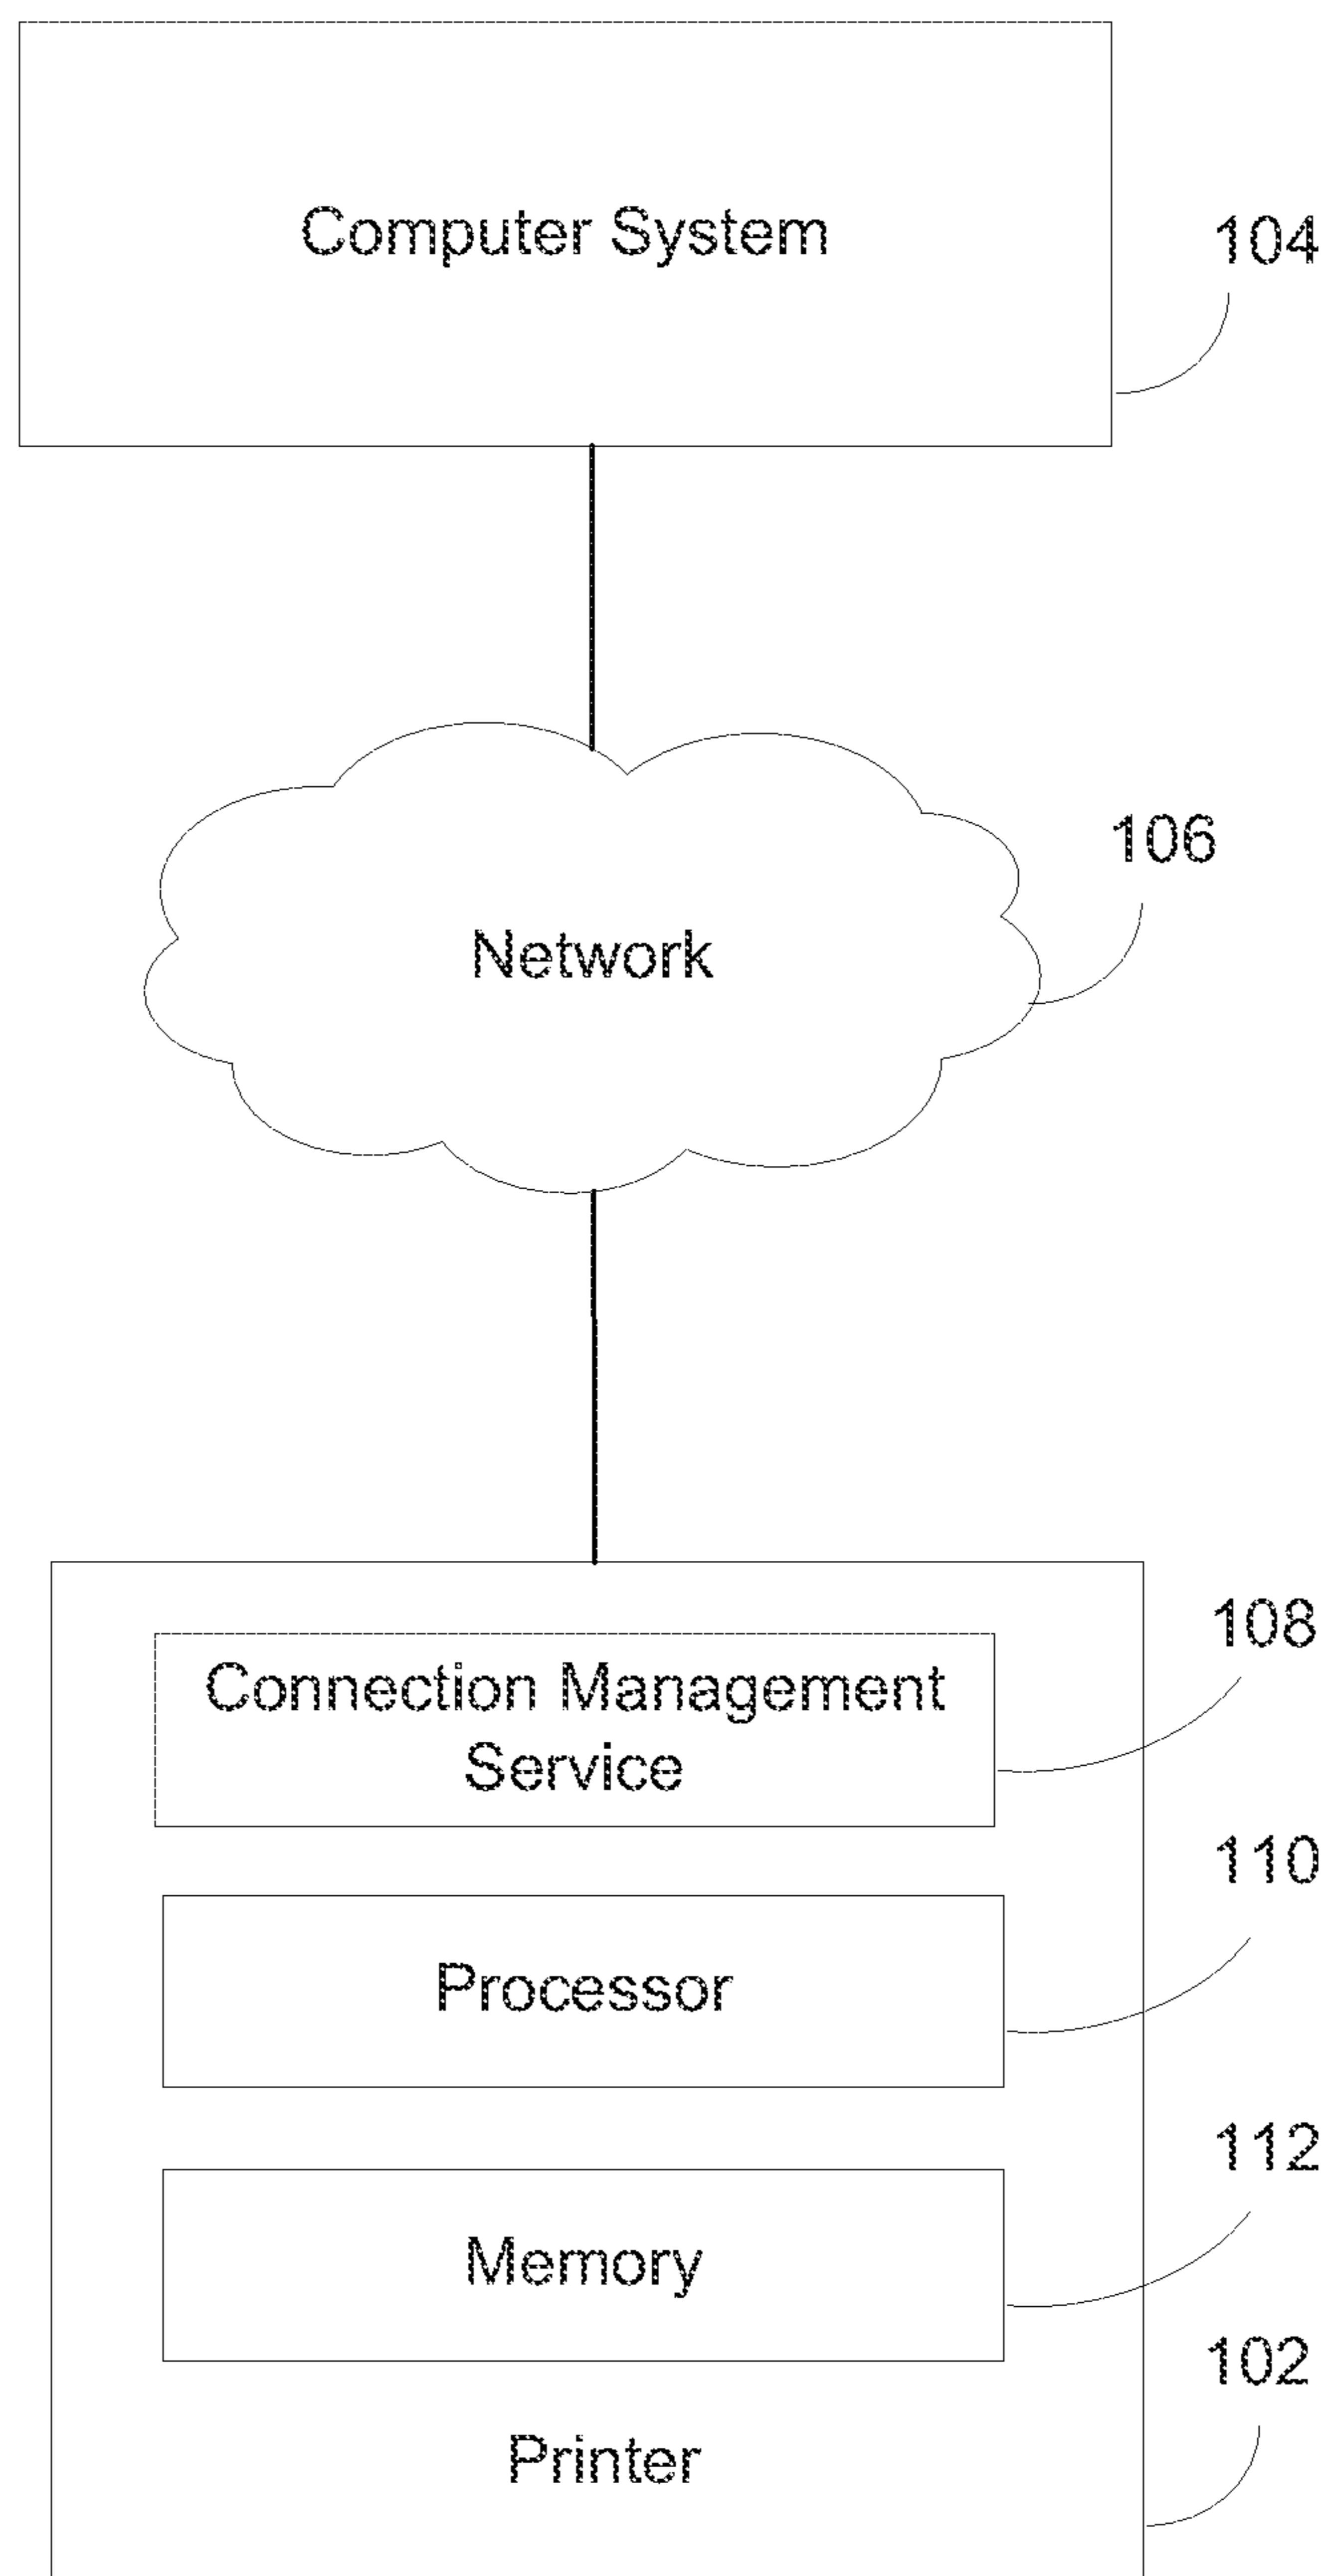 Computer System
104
106
Network
108
Connection Management
Service
110
Processor
112
Memory
102
Printer